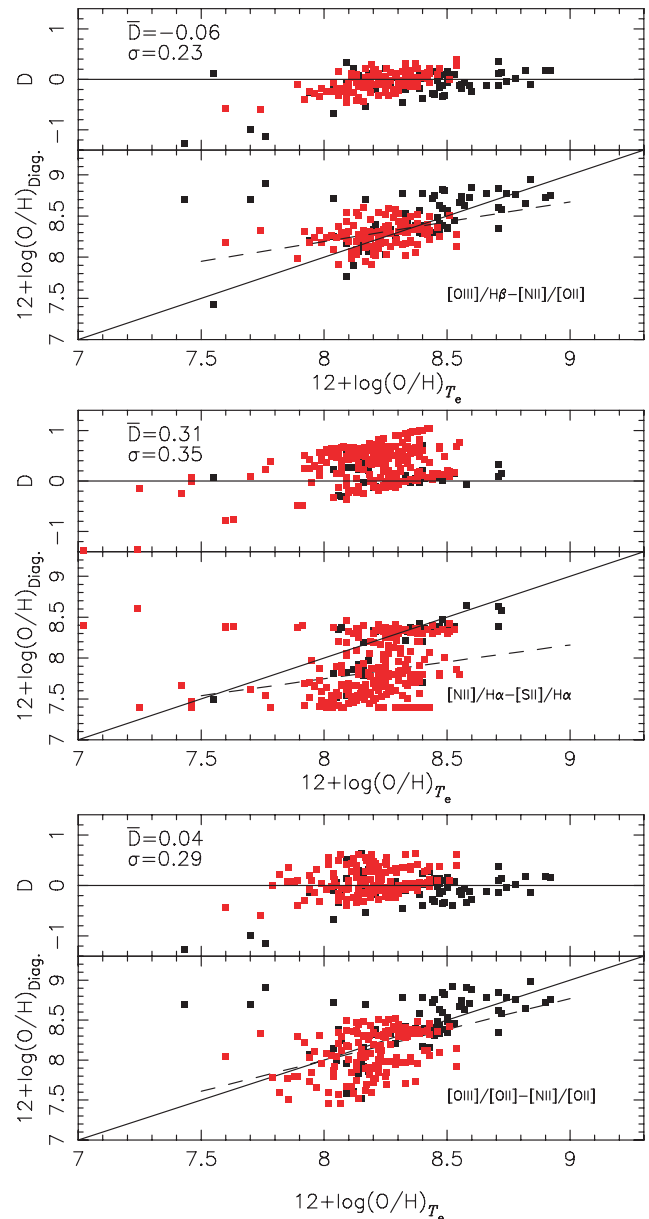 D̅=−0.06
σ=0.23
1
0
−1
D
9
8.5
8
7.5
7
12+log(O/H)Diag.
[OIII]/Hβ−[NII]/[OII]
7 7.5 8 8.5 9
12+log(O/H)Te
D̅=0.31
σ=0.35
1
0
−1
D
9
8.5
8
7.5
7
12+log(O/H)Diag.
[NII]/Hα−[SII]/Hα
7 7.5 8 8.5 9
12+log(O/H)Te
D̅=0.04
σ=0.29
1
0
−1
D
9
8.5
8
7.5
7
12+log(O/H)Diag.
[OIII]/[OII]−[NII]/[OII]
7 7.5 8 8.5 9
12+log(O/H)Te